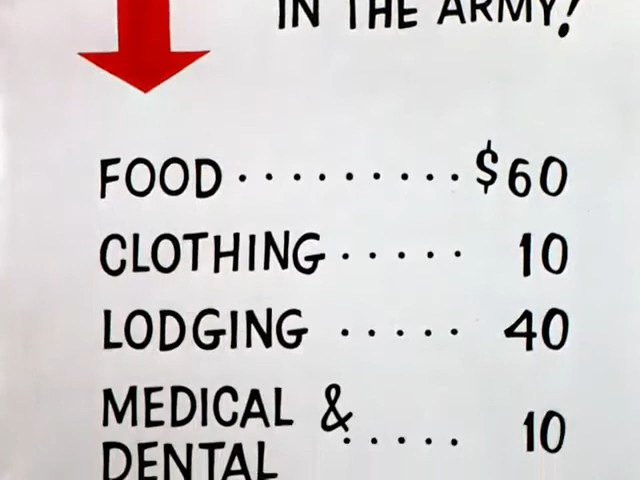 IN THE ARMY!
FOOD ......... $60
CLOTHING ..... 10
LODGING ..... 40
MEDICAL & ..... 10
DENTAL